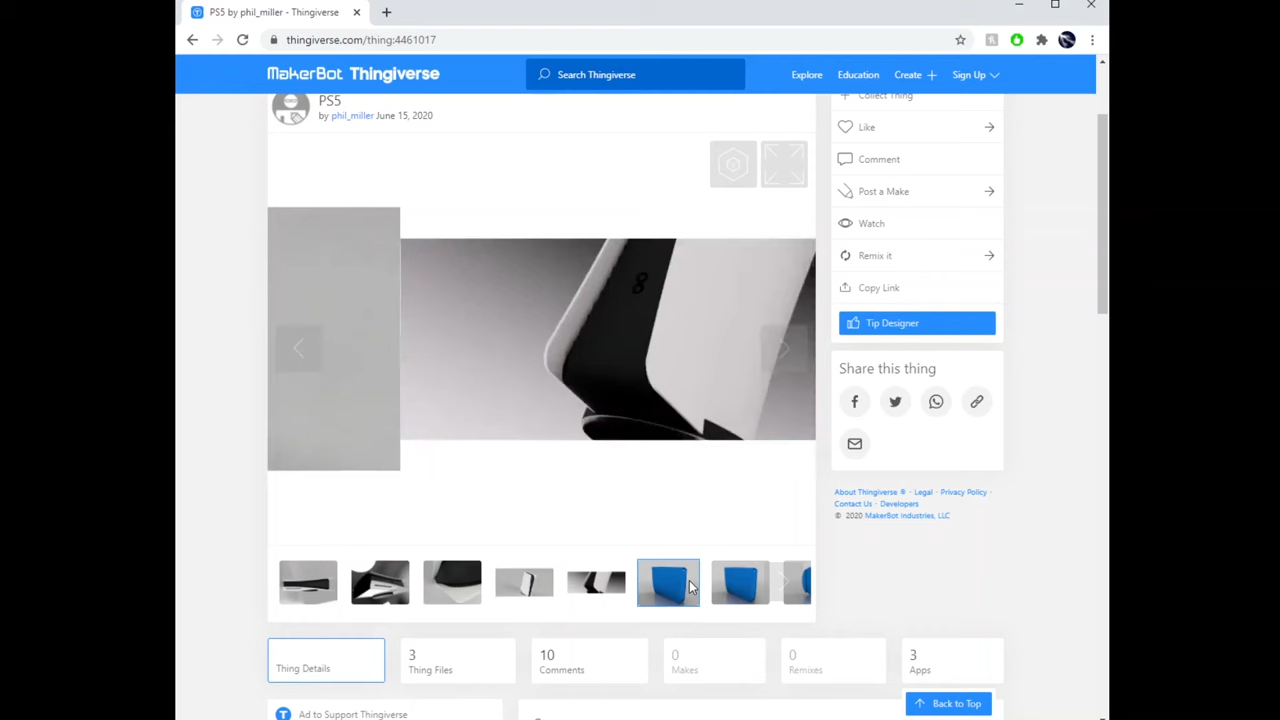 PS5 by phil_miller - Thingiverse
thingiverse.com/thing:4461017
MakerBot Thingiverse
Search Thingiverse
Explore
Education
Create
Sign Up
PS5
by phil_miller June 15, 2020
Collect Thing
Like
Comment
Post a Make
Watch
Remix it
Copy Link
Tip Designer
Share this thing
About Thingiverse ® · Legal · Privacy Policy ·
Contact Us · Developers
© 2020 MakerBot Industries, LLC
Thing Details
3
Thing Files
10
Comments
0
Makes
0
Remixes
3
Apps
Back to Top
Ad to Support Thingiverse